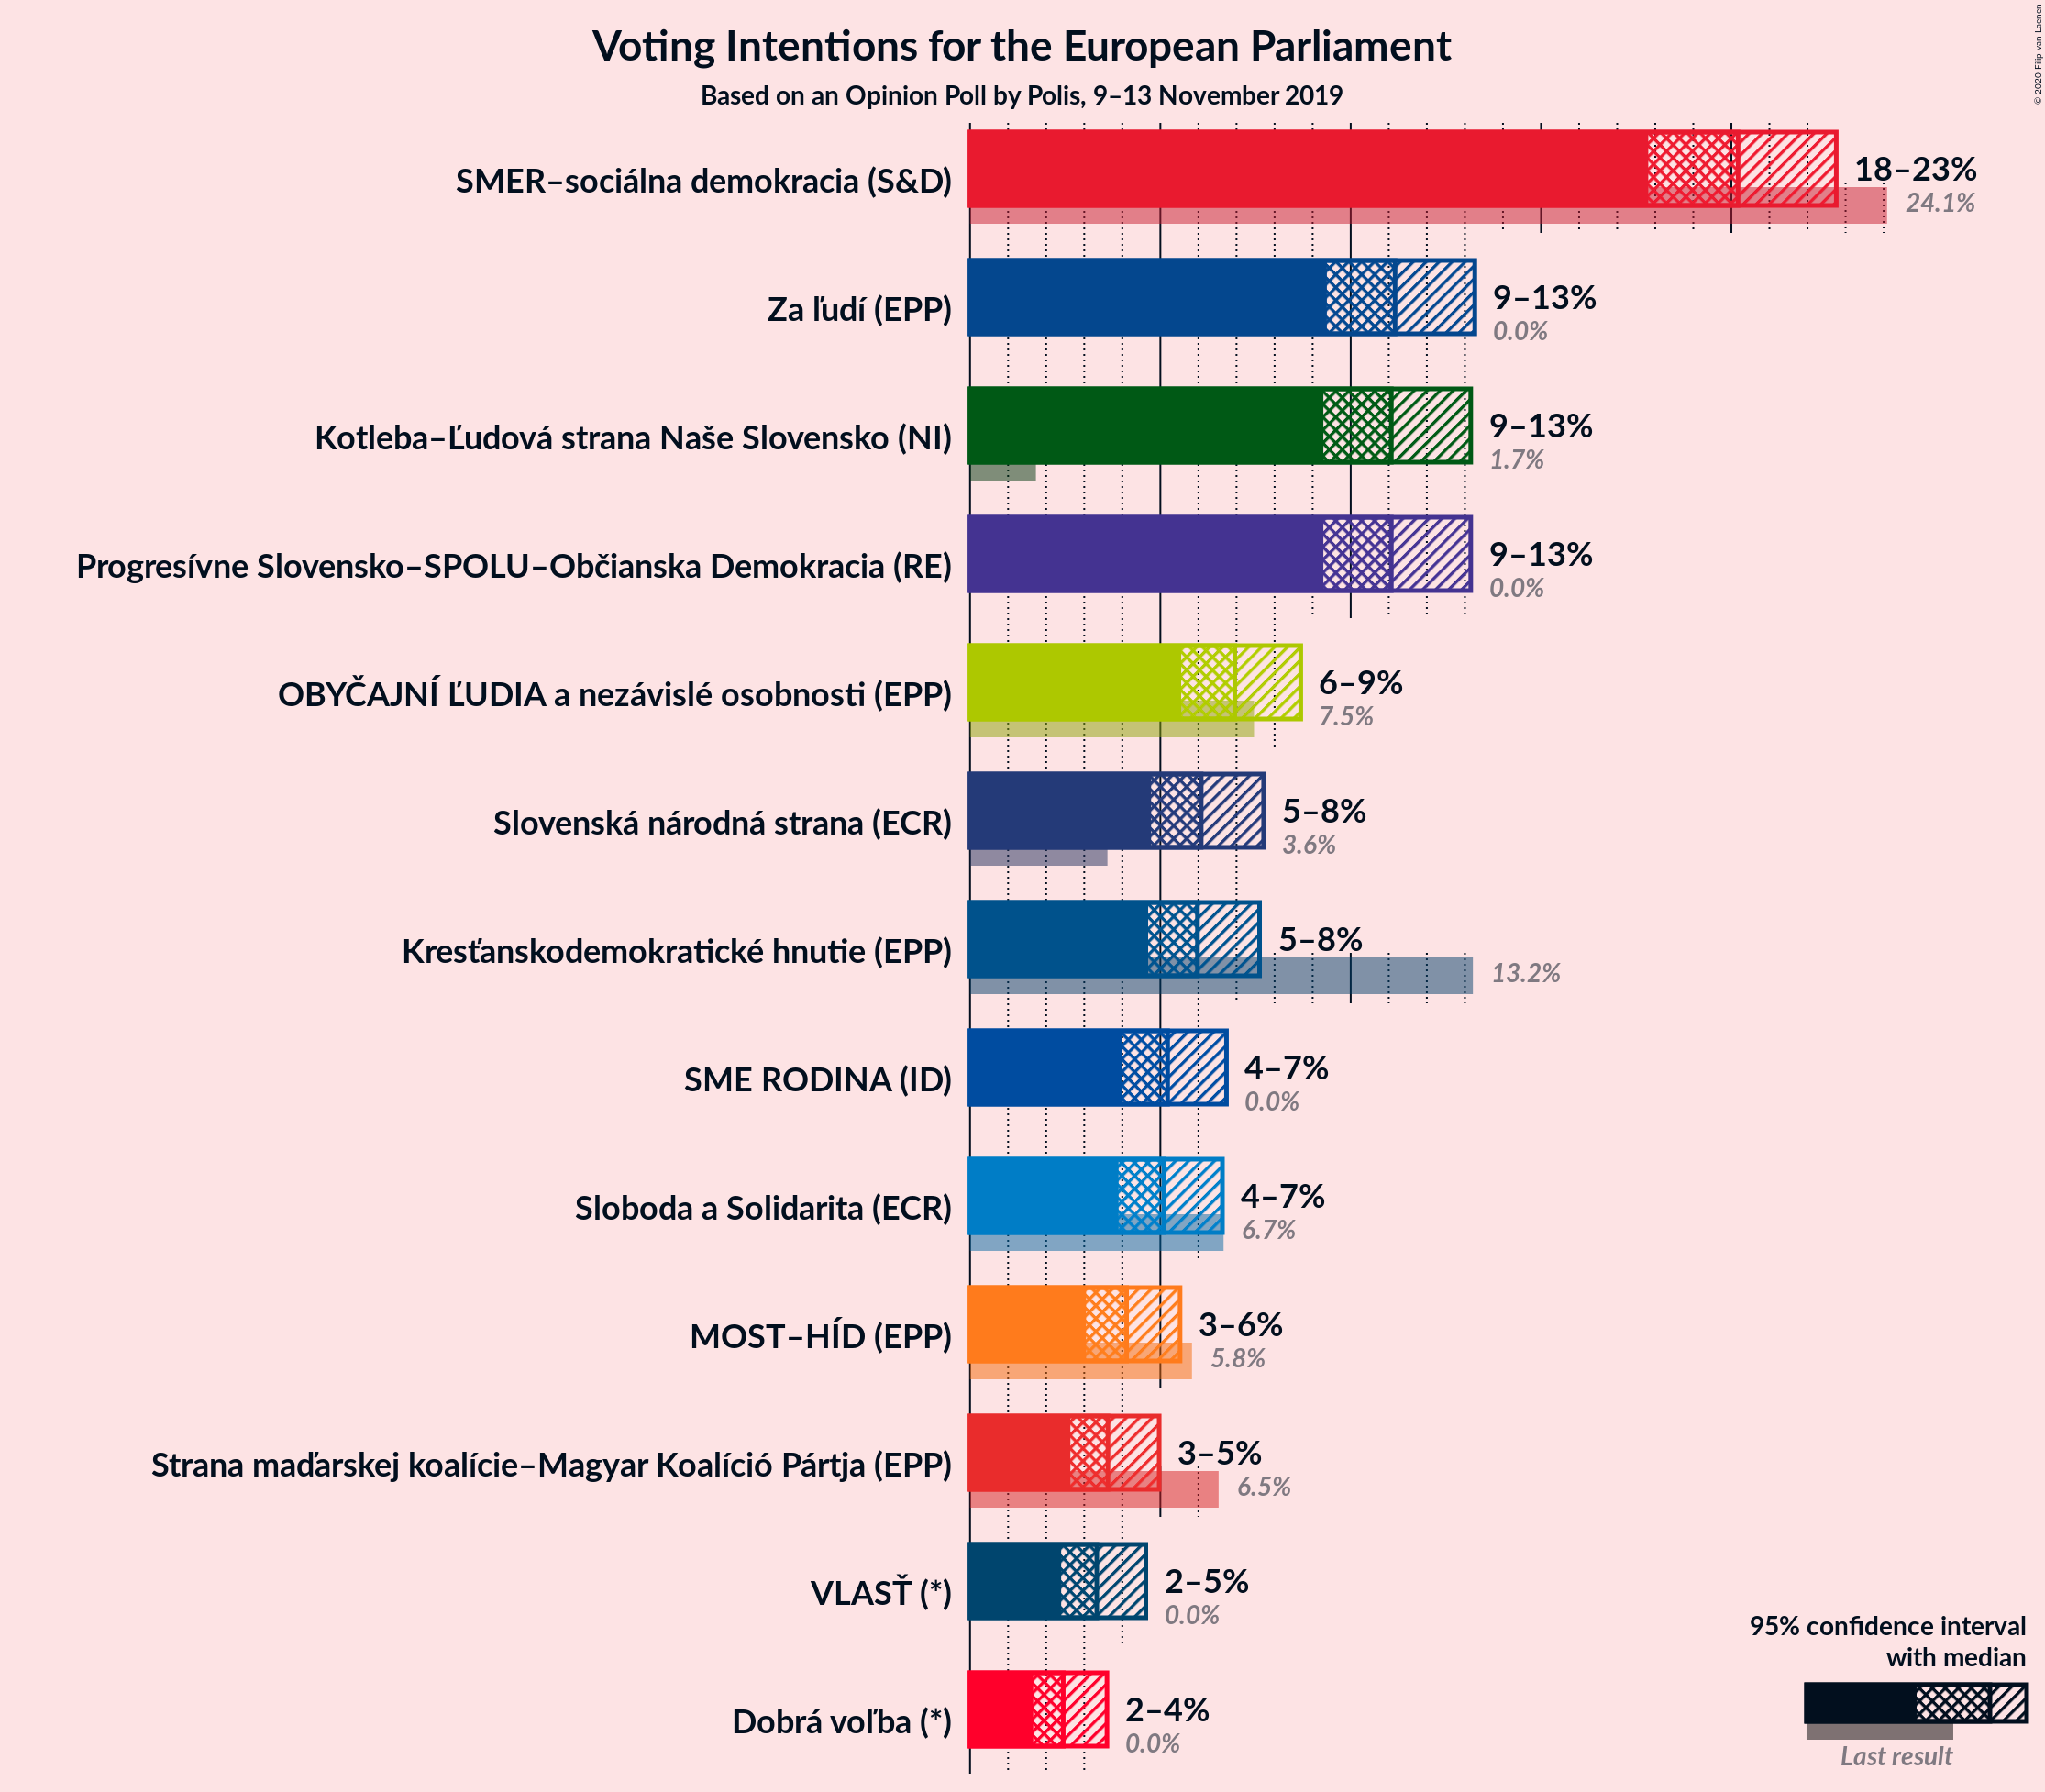 Voting Intentions for the European Parliament
Based on an Opinion Poll by Polis, 9–13 November 2019
© 2020 Filip van Laenen
SMER–sociálna demokracia (S&D)
18–23%
24.1%
Za ľudí (EPP)
9–13%
0.0%
Kotleba–Ľudová strana Naše Slovensko (NI)
9–13%
1.7%
Progresívne Slovensko–SPOLU–Občianska Demokracia (RE)
9–13%
0.0%
OBYČAJNÍ ĽUDIA a nezávislé osobnosti (EPP)
6–9%
7.5%
Slovenská národná strana (ECR)
5–8%
3.6%
Kresťanskodemokratické hnutie (EPP)
5–8%
13.2%
SME RODINA (ID)
4–7%
0.0%
Sloboda a Solidarita (ECR)
4–7%
6.7%
MOST–HÍD (EPP)
3–6%
5.8%
Strana maďarskej koalície–Magyar Koalíció Pártja (EPP)
3–5%
6.5%
VLASŤ (*)
2–5%
0.0%
Dobrá voľba (*)
2–4%
0.0%
95% confidence interval
with median
Last result